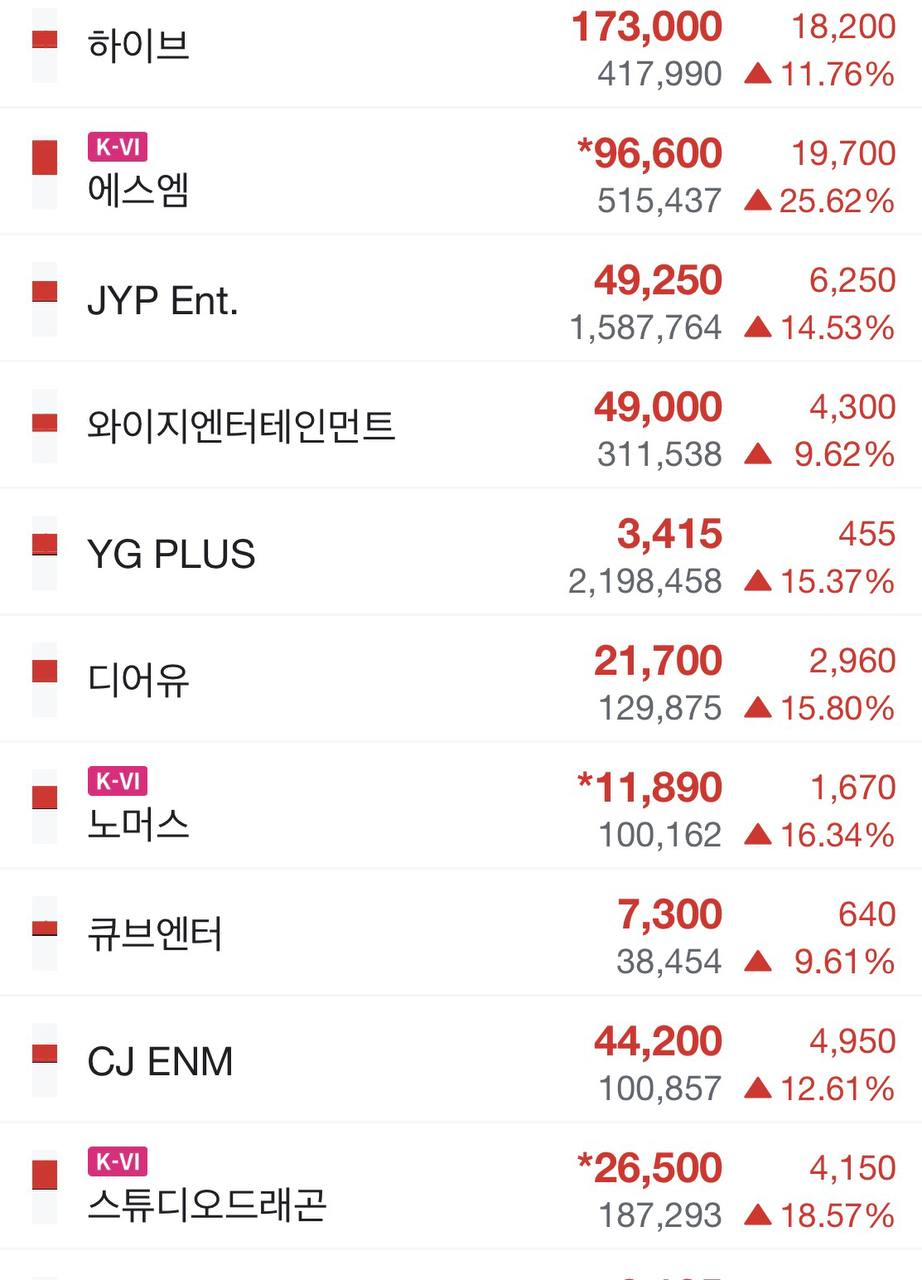 하이브 173,000 18,200
417,990 ▲ 11.76%
K-VI
에스엠 *96,600 19,700
515,437 ▲ 25.62%
JYP Ent. 49,250 6,250
1,587,764 ▲ 14.53%
와이지엔터테인먼트 49,000 4,300
311,538 ▲ 9.62%
YG PLUS 3,415 455
2,198,458 ▲ 15.37%
디어유 21,700 2,960
129,875 ▲ 15.80%
K-VI
노머스 *11,890 1,670
100,162 ▲ 16.34%
큐브엔터 7,300 640
38,454 ▲ 9.61%
CJ ENM 44,200 4,950
100,857 ▲ 12.61%
K-VI
스튜디오드래곤 *26,500 4,150
187,293 ▲ 18.57%